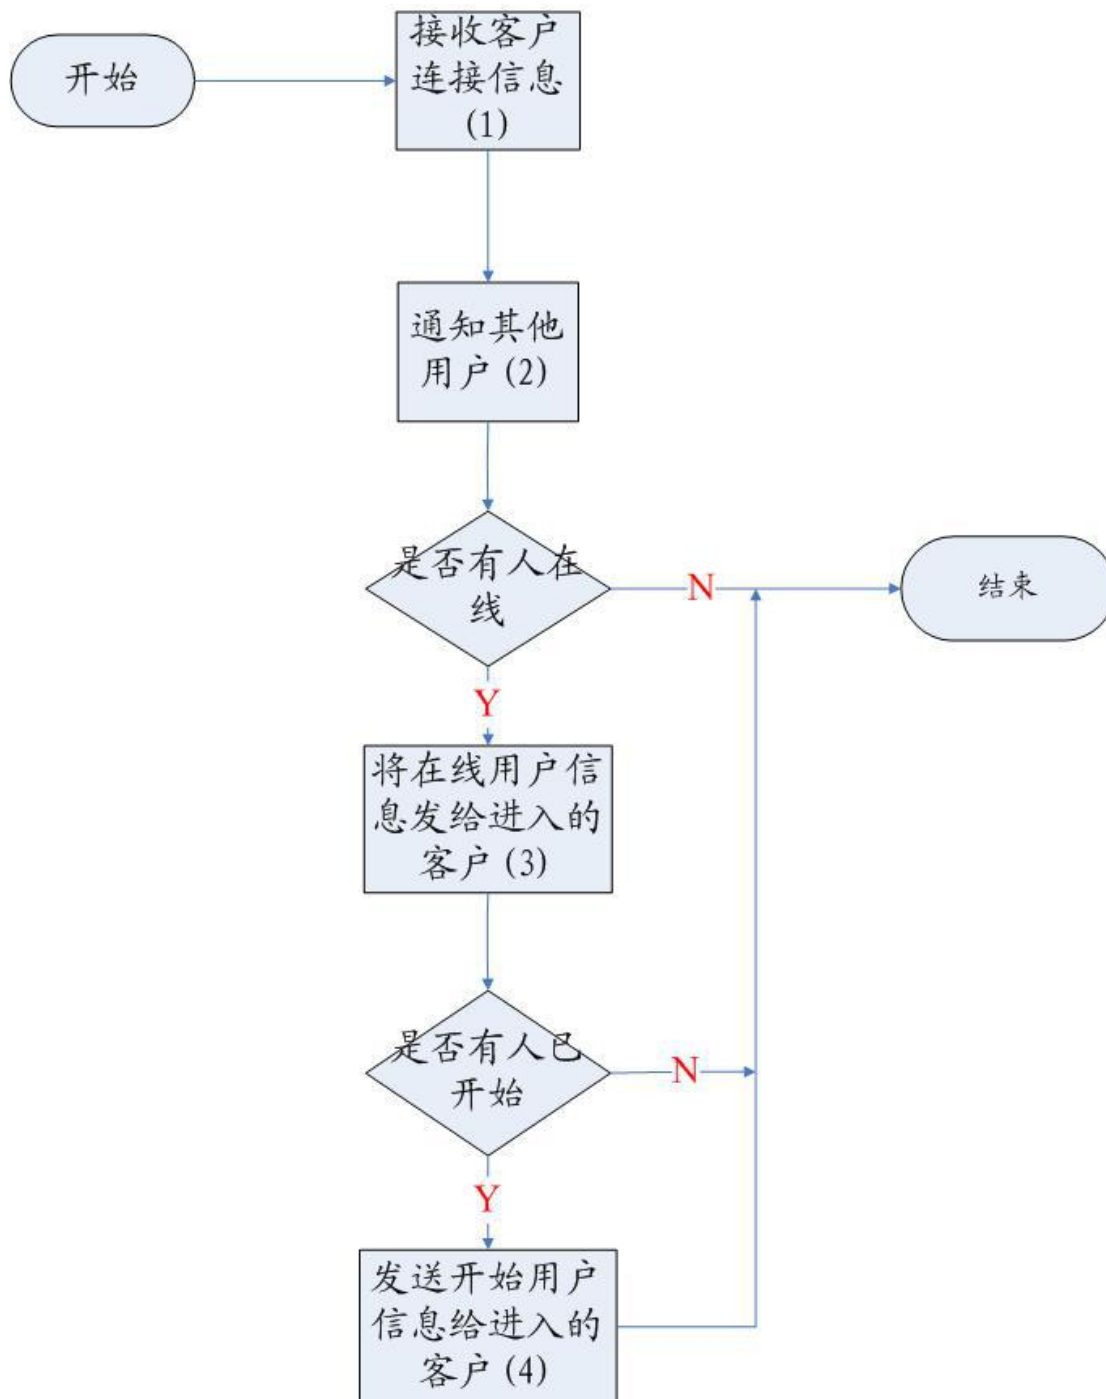 开始
接收客户
连接信息
(1)
通知其他
用户(2)
是否有人在
线
N
结束
Y
将在线用户信
息发给进入的
客户(3)
是否有人已
开始
N
Y
发送开始用户
信息给进入的
客户(4)